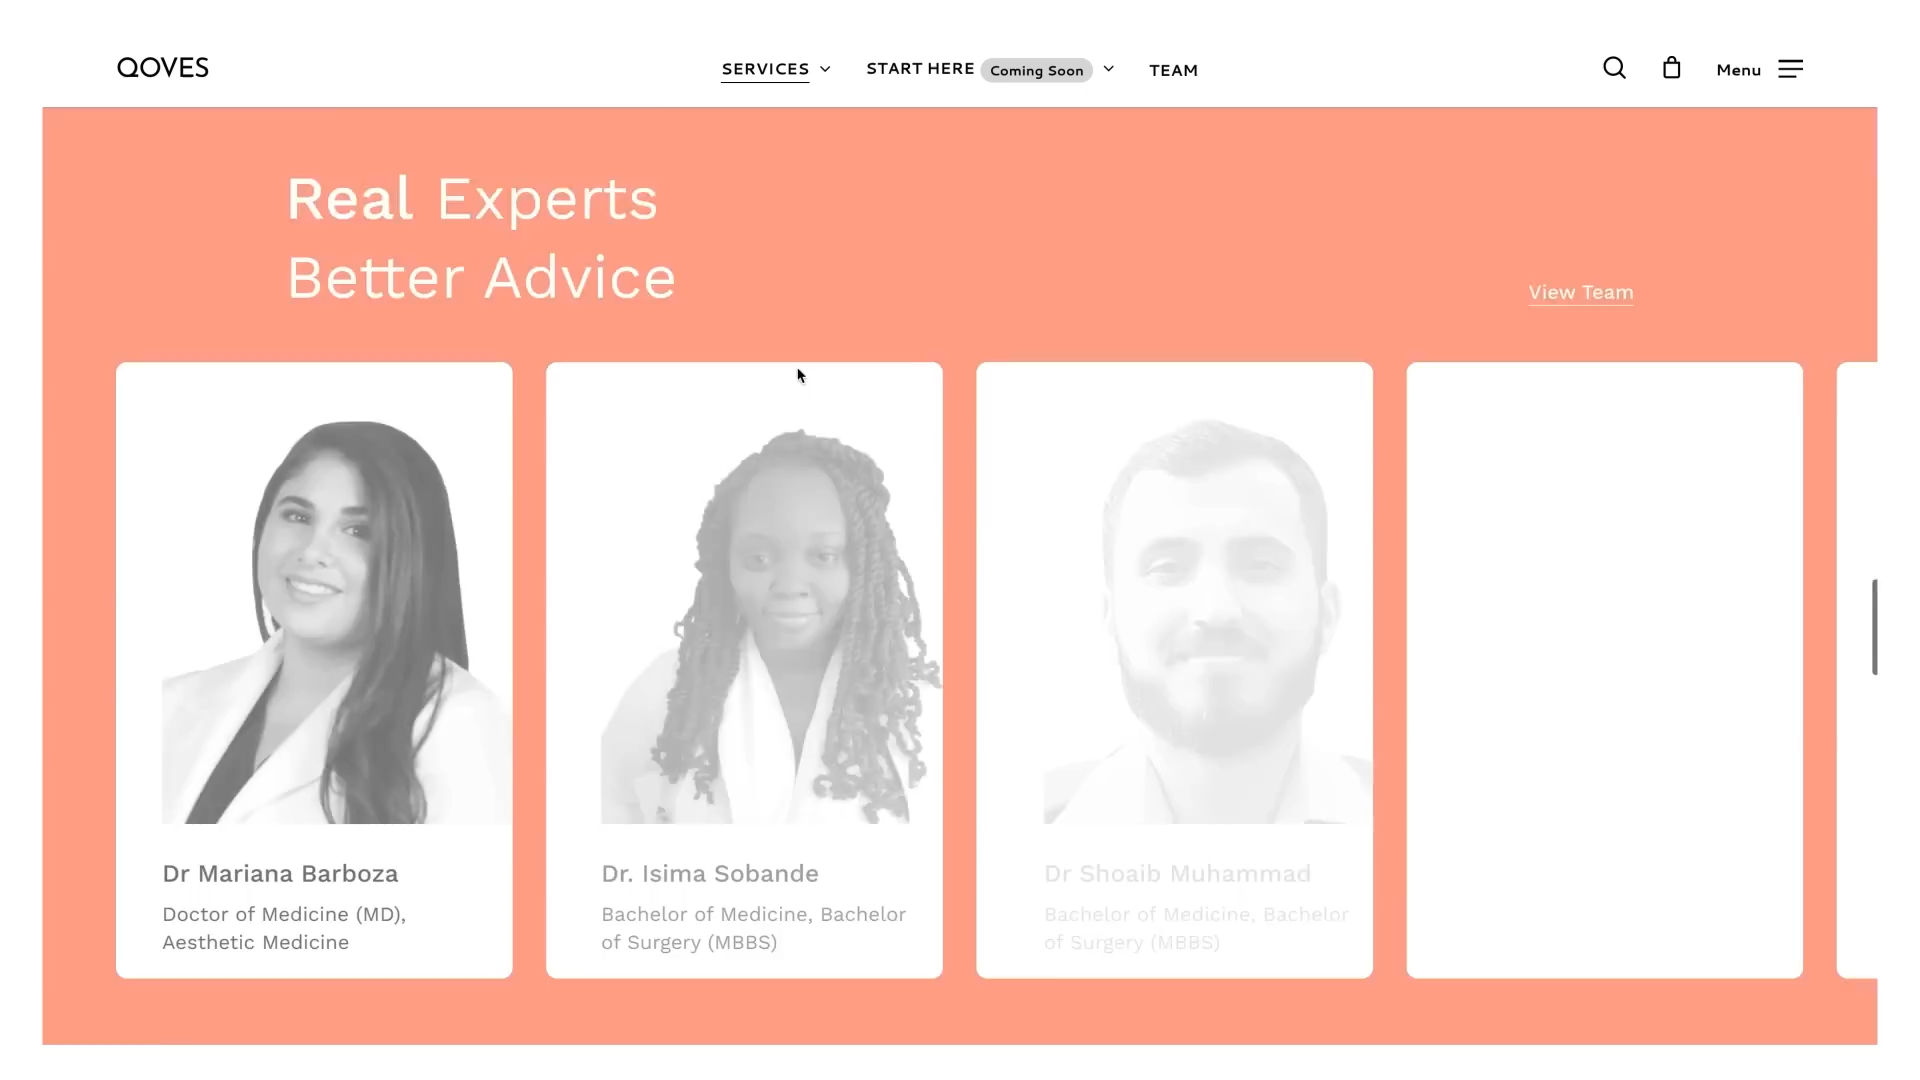 QOVES
SERVICES
START HERE
Coming Soon
TEAM
Menu
Real Experts
Better Advice
View Team
Dr Mariana Barboza
Doctor of Medicine (MD),
Aesthetic Medicine
Dr. Isima Sobande
Bachelor of Medicine, Bachelor
of Surgery (MBBS)
Dr Shoaib Muhammad
Bachelor of Medicine, Bachelor
of Surgery (MBBS)